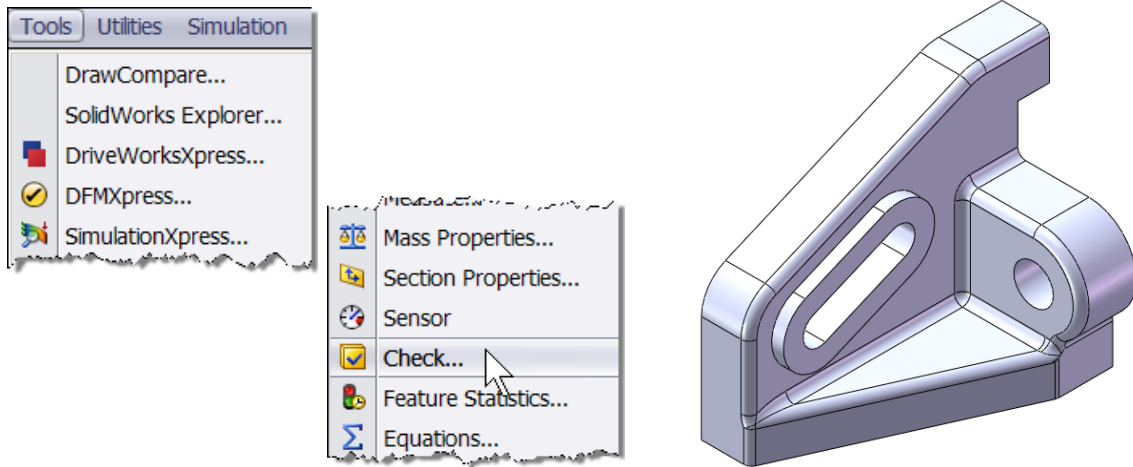 Tools Utilities Simulation
DrawCompare...
SolidWorks Explorer...
DriveWorksXpress...
DFMXpress...
SimulationXpress...
Mass Properties...
Section Properties...
Sensor
Check...
Feature Statistics...
Equations...